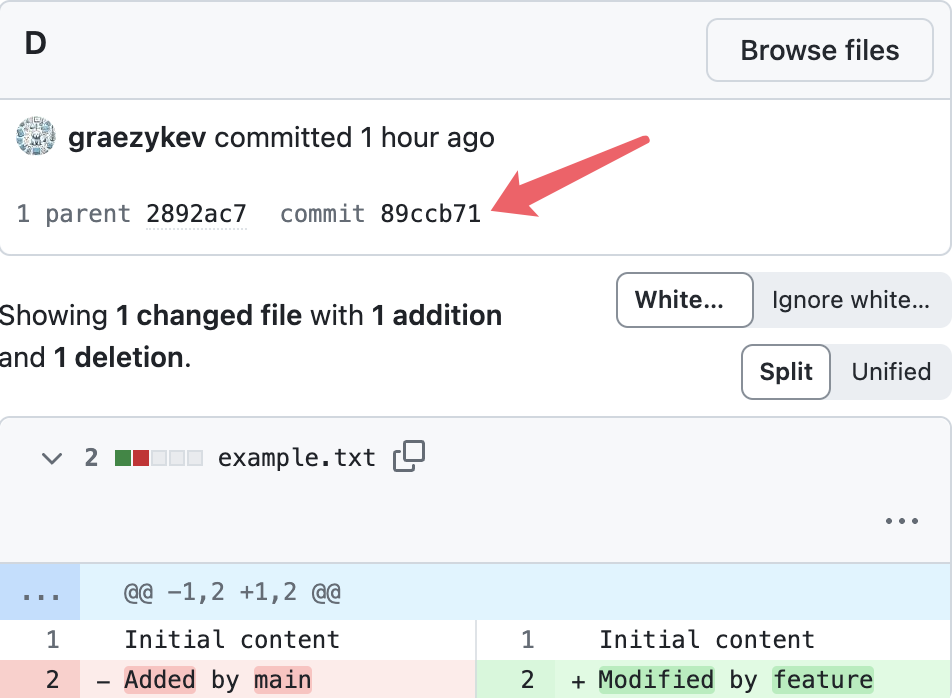 D
Browse files
graezykev committed 1 hour ago
1 parent 2892ac7 commit 89ccb71
Showing 1 changed file with 1 addition
and 1 deletion.
White...
Ignore white...
Split
Unified
2 example.txt
...
... @@ -1,2 +1,2 @@
1 Initial content
1 Initial content
2 - Added by main
2 + Modified by feature